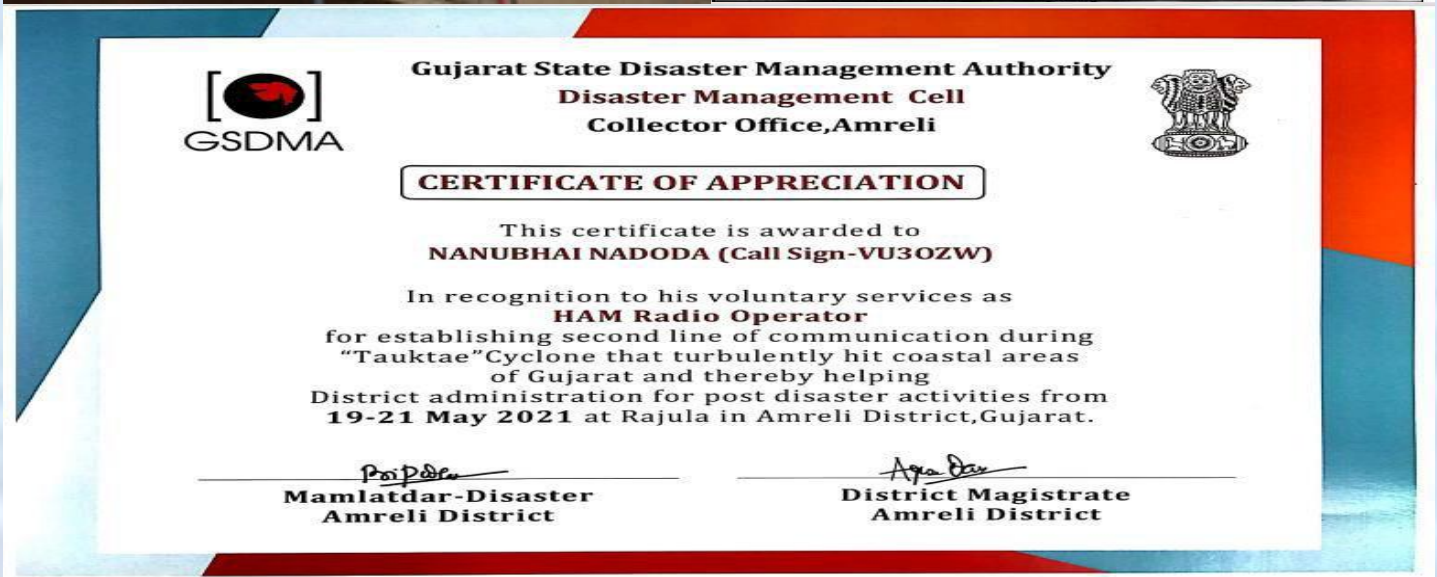 GSDMA
Gujarat State Disaster Management Authority
Disaster Management Cell
Collector Office,Amreli
CERTIFICATE OF APPRECIATION
This certificate is awarded to
NANUBHAI NADODA (Call Sign-VU3OZW)
In recognition to his voluntary services as
HAM Radio Operator
for establishing second line of communication during
“Tauktae”Cyclone that turbulently hit coastal areas
of Gujarat and thereby helping
District administration for post disaster activities from
19-21 May 2021 at Rajula in Amreli District,Gujarat.
Mamlatdar-Disaster
Amreli District
District Magistrate
Amreli District